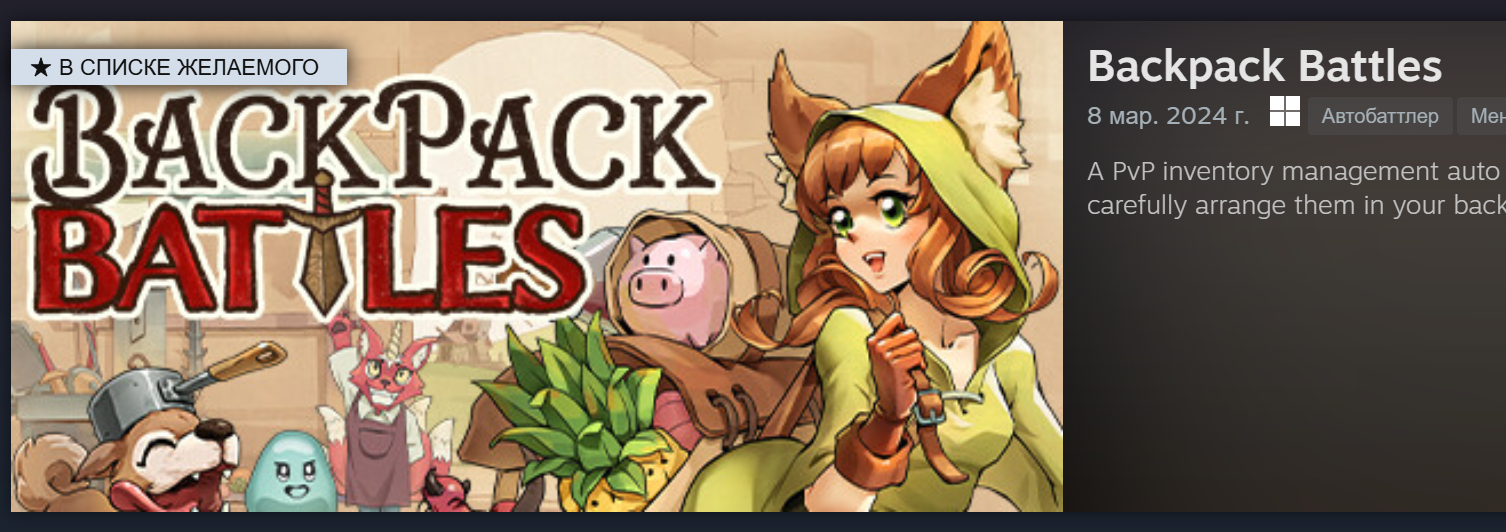 ★ В СПИСКЕ ЖЕЛАЕМОГО
BACKPACK
BATTLES
Backpack Battles
8 мар. 2024 г. Автобаттлер Мен
A PvP inventory management auto
carefully arrange them in your back